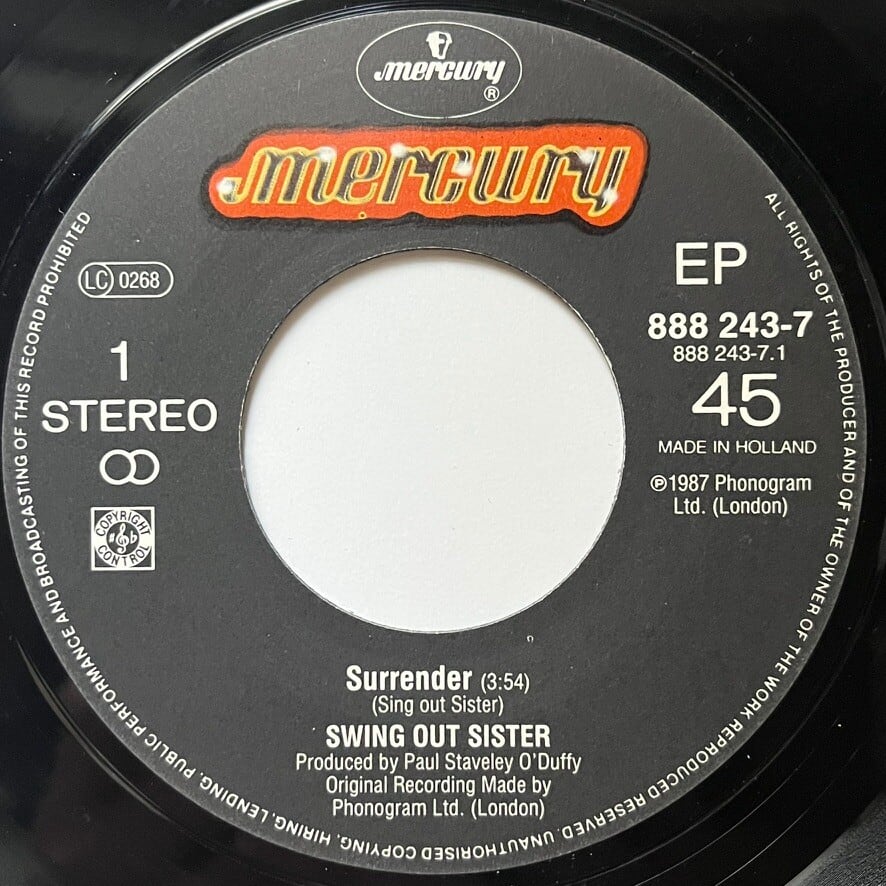 mercury
®
mercury
LC 0268
1
STEREO
COPYRIGHT CONTROL
EP
888 243-7
888 243-7.1
45
MADE IN HOLLAND
℗1987 Phonogram
Ltd. (London)
Surrender (3:54)
(Sing out Sister)
SWING OUT SISTER
Produced by Paul Staveley O'Duffy
Original Recording Made by
Phonogram Ltd. (London)
ALL RIGHTS OF THE PRODUCER AND OF THE OWNER OF THE WORK REPRODUCED RESERVED. UNAUTHORISED COPYING, HIRING, LENDING, PUBLIC PERFORMANCE AND BROADCASTING OF THIS RECORD PROHIBITED